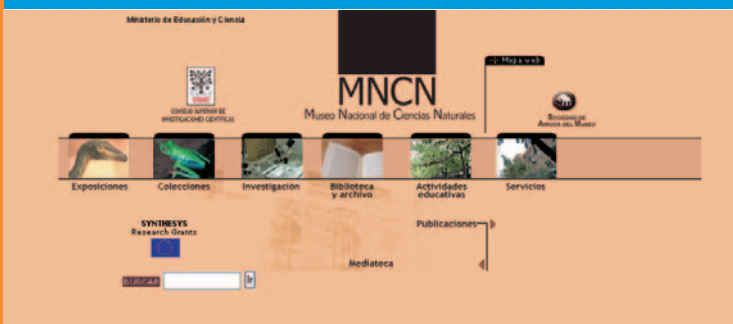 Ministerio de Educación y Ciencia
Mapa web
MNCN
Museo Nacional de Ciencias Naturales
CONSEJO SUPERIOR DE
INVESTIGACIONES CIENTÍFICAS
SOCIEDAD DE
AMIGOS DEL MUSEO
Exposiciones
Colecciones
Investigación
Biblioteca
y archivo
Actividades
educativas
Servicios
SYNTHESYS
Research Grants
Publicaciones
Mediateca
BUSCAR
Ir